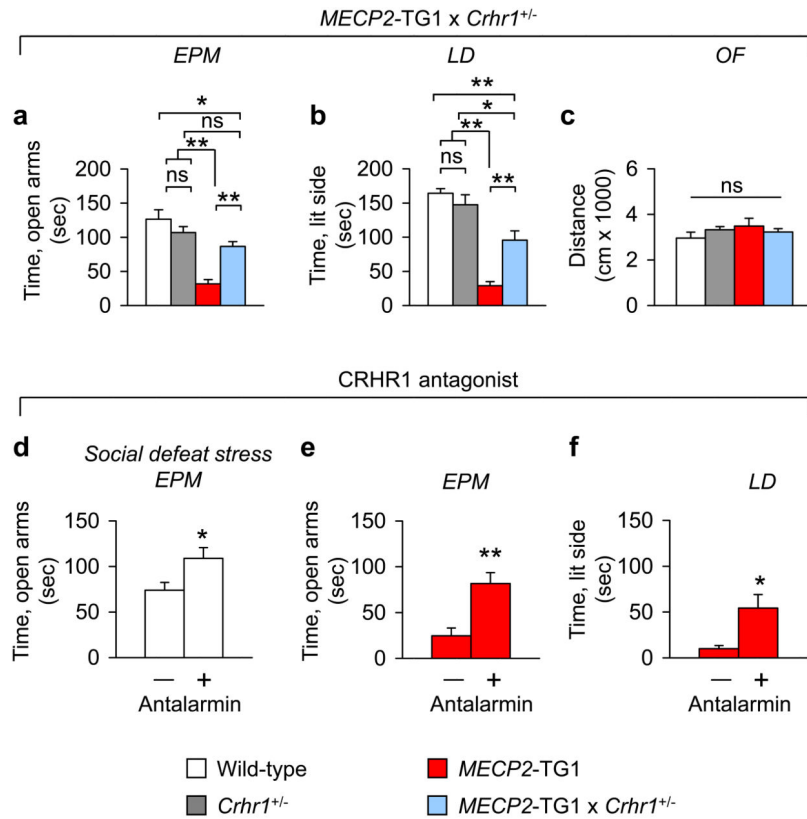 MECP2-TG1 x Crhr1+/-
EPM
LD
OF
a
*
ns
**
ns
**
Time, open arms
(sec)
200
150
100
50
0
b
**
*
**
ns
**
Time, lit side
(sec)
200
150
100
50
0
c
ns
Distance
(cm x 1000)
6
3
0
CRHR1 antagonist
d
Social defeat stress
EPM
*
Time, open arms
(sec)
150
100
50
0
— +
Antalarmin
e
EPM
**
Time, open arms
(sec)
150
100
50
0
— +
Antalarmin
f
LD
*
Time, lit side
(sec)
150
100
50
0
— +
Antalarmin
Wild-type
MECP2-TG1
Crhr1+/-
MECP2-TG1 x Crhr1+/-